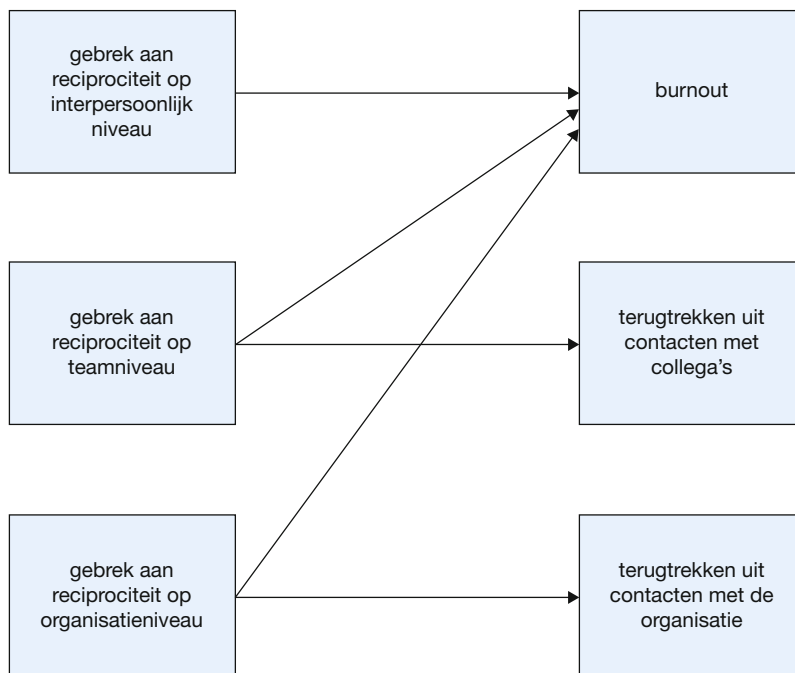 gebrek aan
reciprociteit op
interpersoonlijk
niveau
burnout
gebrek aan
reciprociteit op
teamniveau
terugtrekken uit
contacten met
collega's
gebrek aan
reciprociteit op
organisatieniveau
terugtrekken uit
contacten met de
organisatie